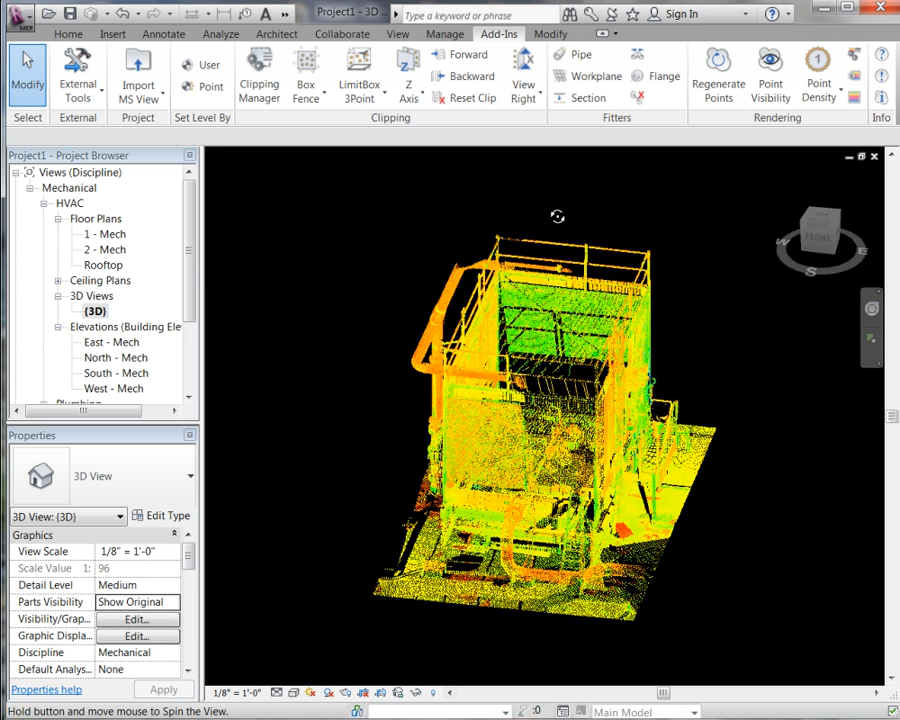 Project1 - 3D ...
Type a keyword or phrase
Sign In
MEP
Home Insert Annotate Analyze Architect Collaborate View Manage Add-Ins Modify
Modify
External Tools
Import MS View
User
Point
Clipping Manager
Box Fence
LimitBox 3Point
Z Axis
Forward
Backward
Reset Clip
View Right
Pipe
Workplane
Section
Flange
Regenerate Points
Point Visibility
Point Density
Select External Project Set Level By Clipping Fitters Rendering Info
Project1 - Project Browser
Views (Discipline)
Mechanical
HVAC
Floor Plans
1 - Mech
2 - Mech
Rooftop
Ceiling Plans
3D Views
{3D}
Elevations (Building Ele
East - Mech
North - Mech
South - Mech
West - Mech
FRONT
W
E
S
Properties
3D View
3D View: {3D}
Edit Type
Graphics
View Scale 1/8" = 1'-0"
Scale Value 1: 96
Detail Level Medium
Parts Visibility Show Original
Visibility/Grap... Edit...
Graphic Displa... Edit...
Discipline Mechanical
Default Analys... None
Properties help
Apply
1/8" = 1'-0"
Hold button and move mouse to Spin the View.
:0
Main Model